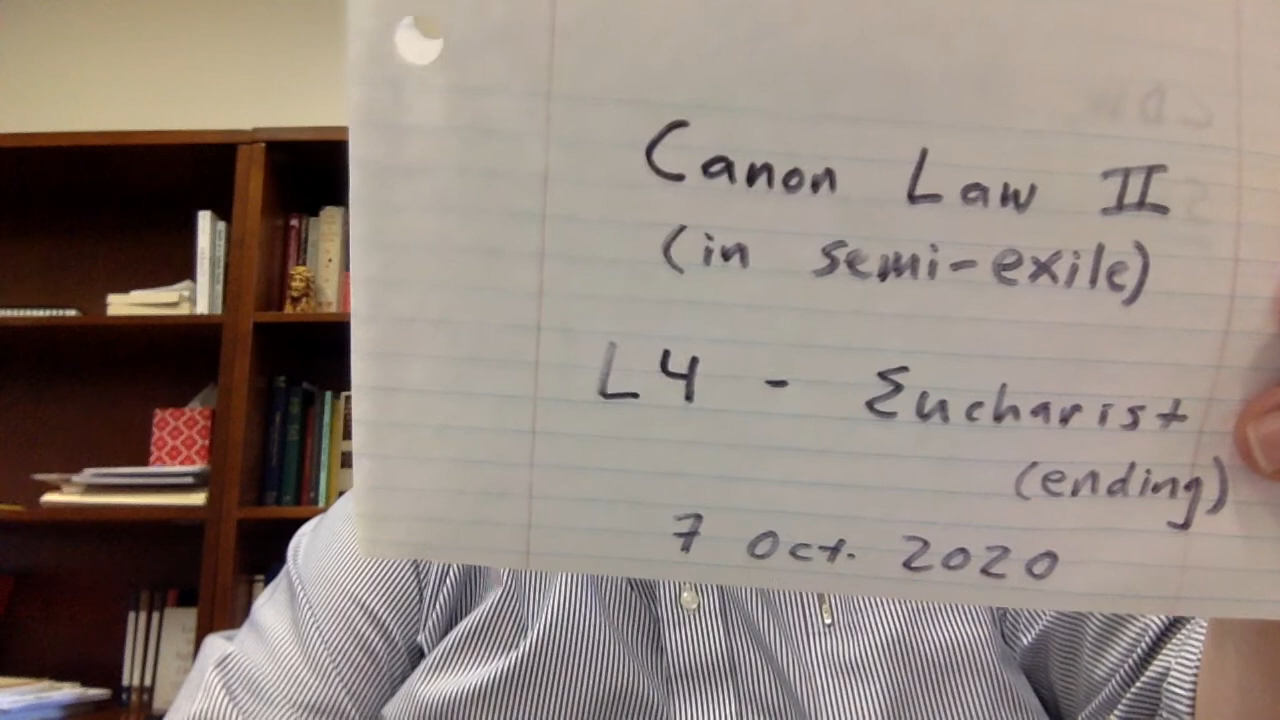 Canon Law II
(in semi-exile)
L4 - Eucharist
(ending)
7 Oct. 2020